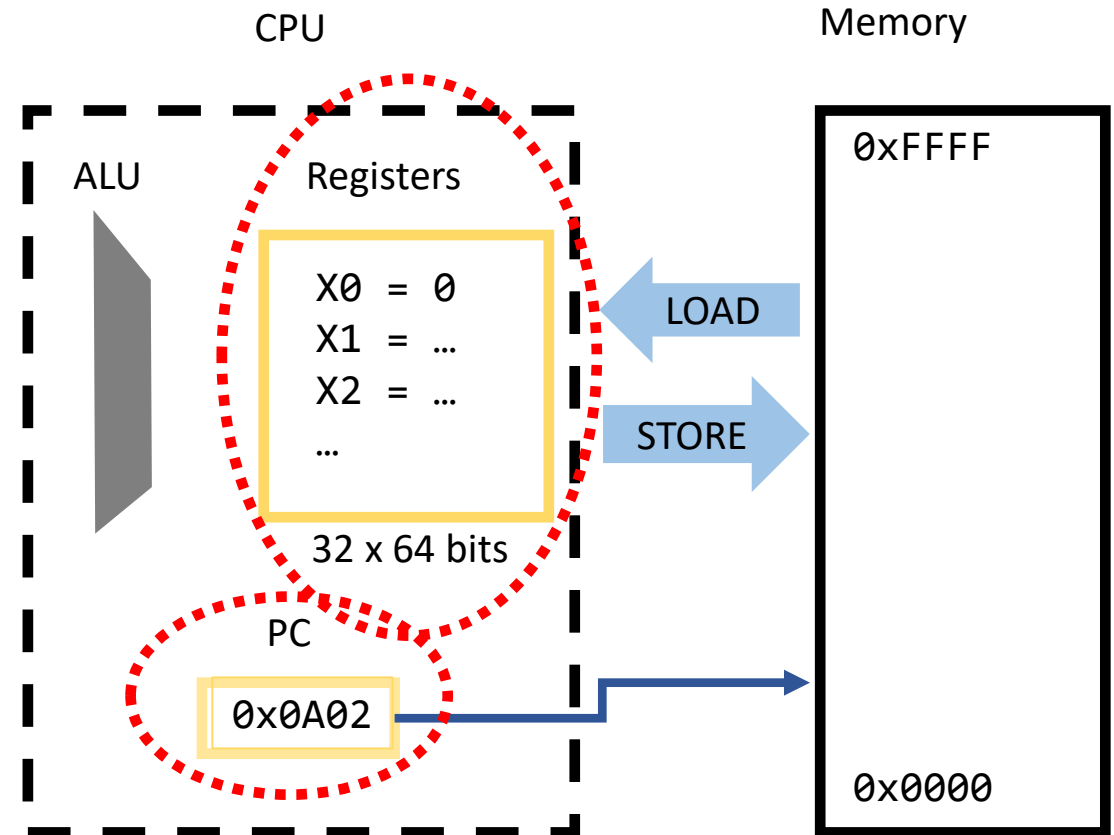 CPU
Memory
ALU
Registers
X0 = 0
X1 = …
X2 = …
…
32 x 64 bits
PC
0x0A02
LOAD
STORE
0xFFFF
0x0000